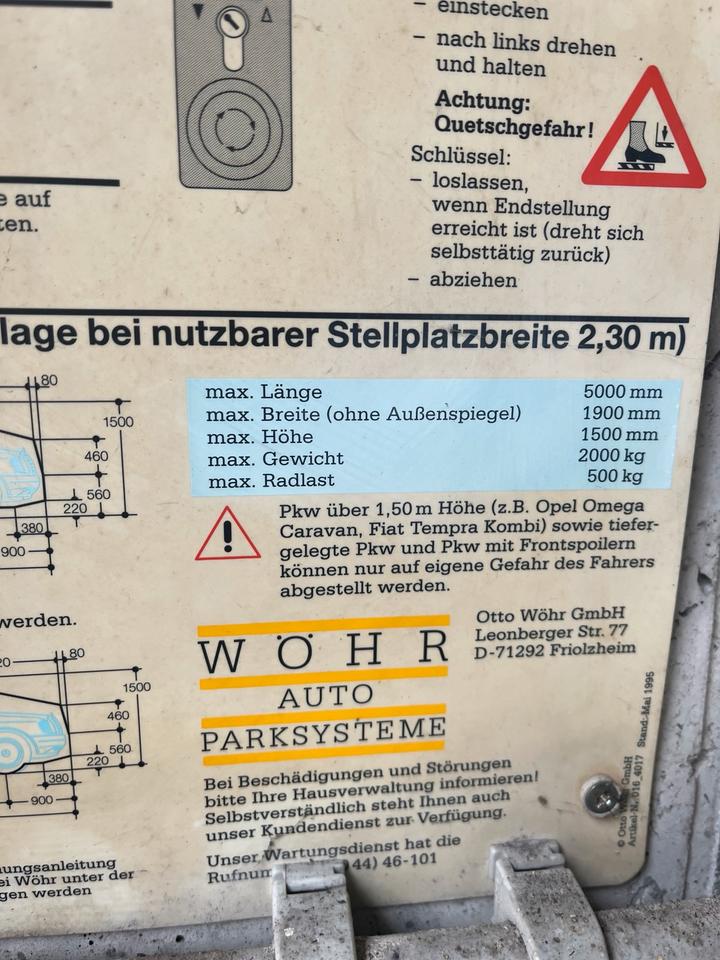 – einstecken
– nach links drehen
und halten
Achtung:
Quetschgefahr!
Schlüssel:
– loslassen,
wenn Endstellung
erreicht ist (dreht sich
selbsttätig zurück)
– abziehen
e auf
ten.
lage bei nutzbarer Stellplatzbreite 2,30 m)
max. Länge 5000 mm
max. Breite (ohne Außenspiegel) 1900 mm
max. Höhe 1500 mm
max. Gewicht 2000 kg
max. Radlast 500 kg
80
1500
460
560
220
380
900
Pkw über 1,50 m Höhe (z.B. Opel Omega
Caravan, Fiat Tempra Kombi) sowie tiefer-
gelegte Pkw und Pkw mit Frontspoilern
können nur auf eigene Gefahr des Fahrers
abgestellt werden.
werden.
80
1500
460
560
220
380
900
WÖHR
AUTO
PARKSYSTEME
Otto Wöhr GmbH
Leonberger Str. 77
D-71292 Friolzheim
Bei Beschädigungen und Störungen
bitte Ihre Hausverwaltung informieren!
Selbstverständlich steht Ihnen auch
unser Kundendienst zur Verfügung.
Unser Wartungsdienst hat die
Rufnum 44) 46-101
ungsanleitung
ei Wöhr unter der
gen werden
© Otto Wöhr GmbH
Artikel-Nr. 016_4017 Stand: Mai 1995